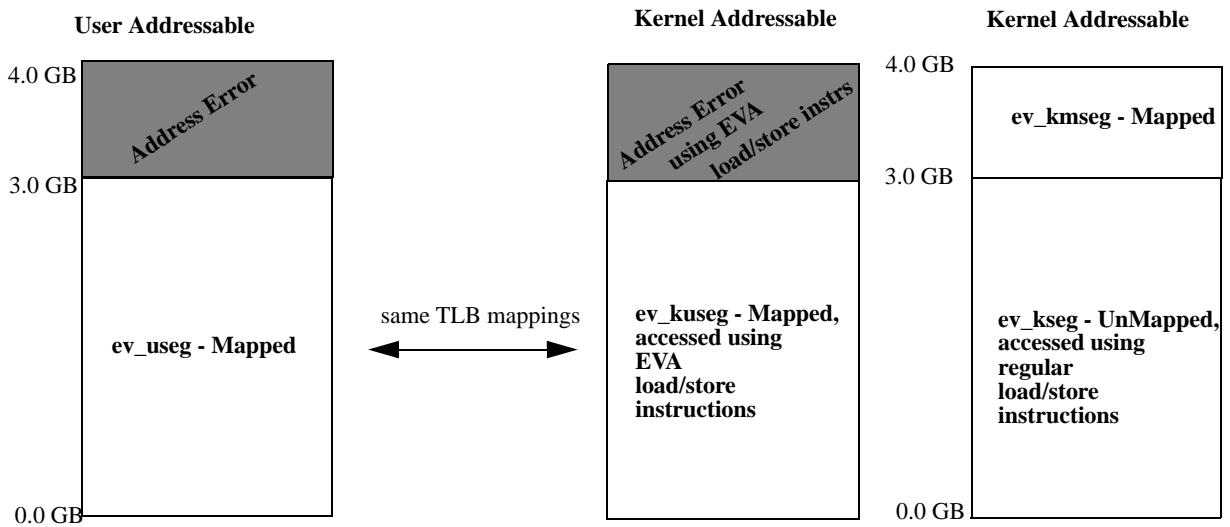 User Addressable
4.0 GB
Address Error
3.0 GB
ev_useg - Mapped
0.0 GB
same TLB mappings
Kernel Addressable
Address Error
using EVA
load/store instrs
ev_kuseg - Mapped,
accessed using
EVA
load/store
instructions
Kernel Addressable
4.0 GB
ev_kmseg - Mapped
3.0 GB
ev_kseg - UnMapped,
accessed using
regular
load/store
instructions
0.0 GB